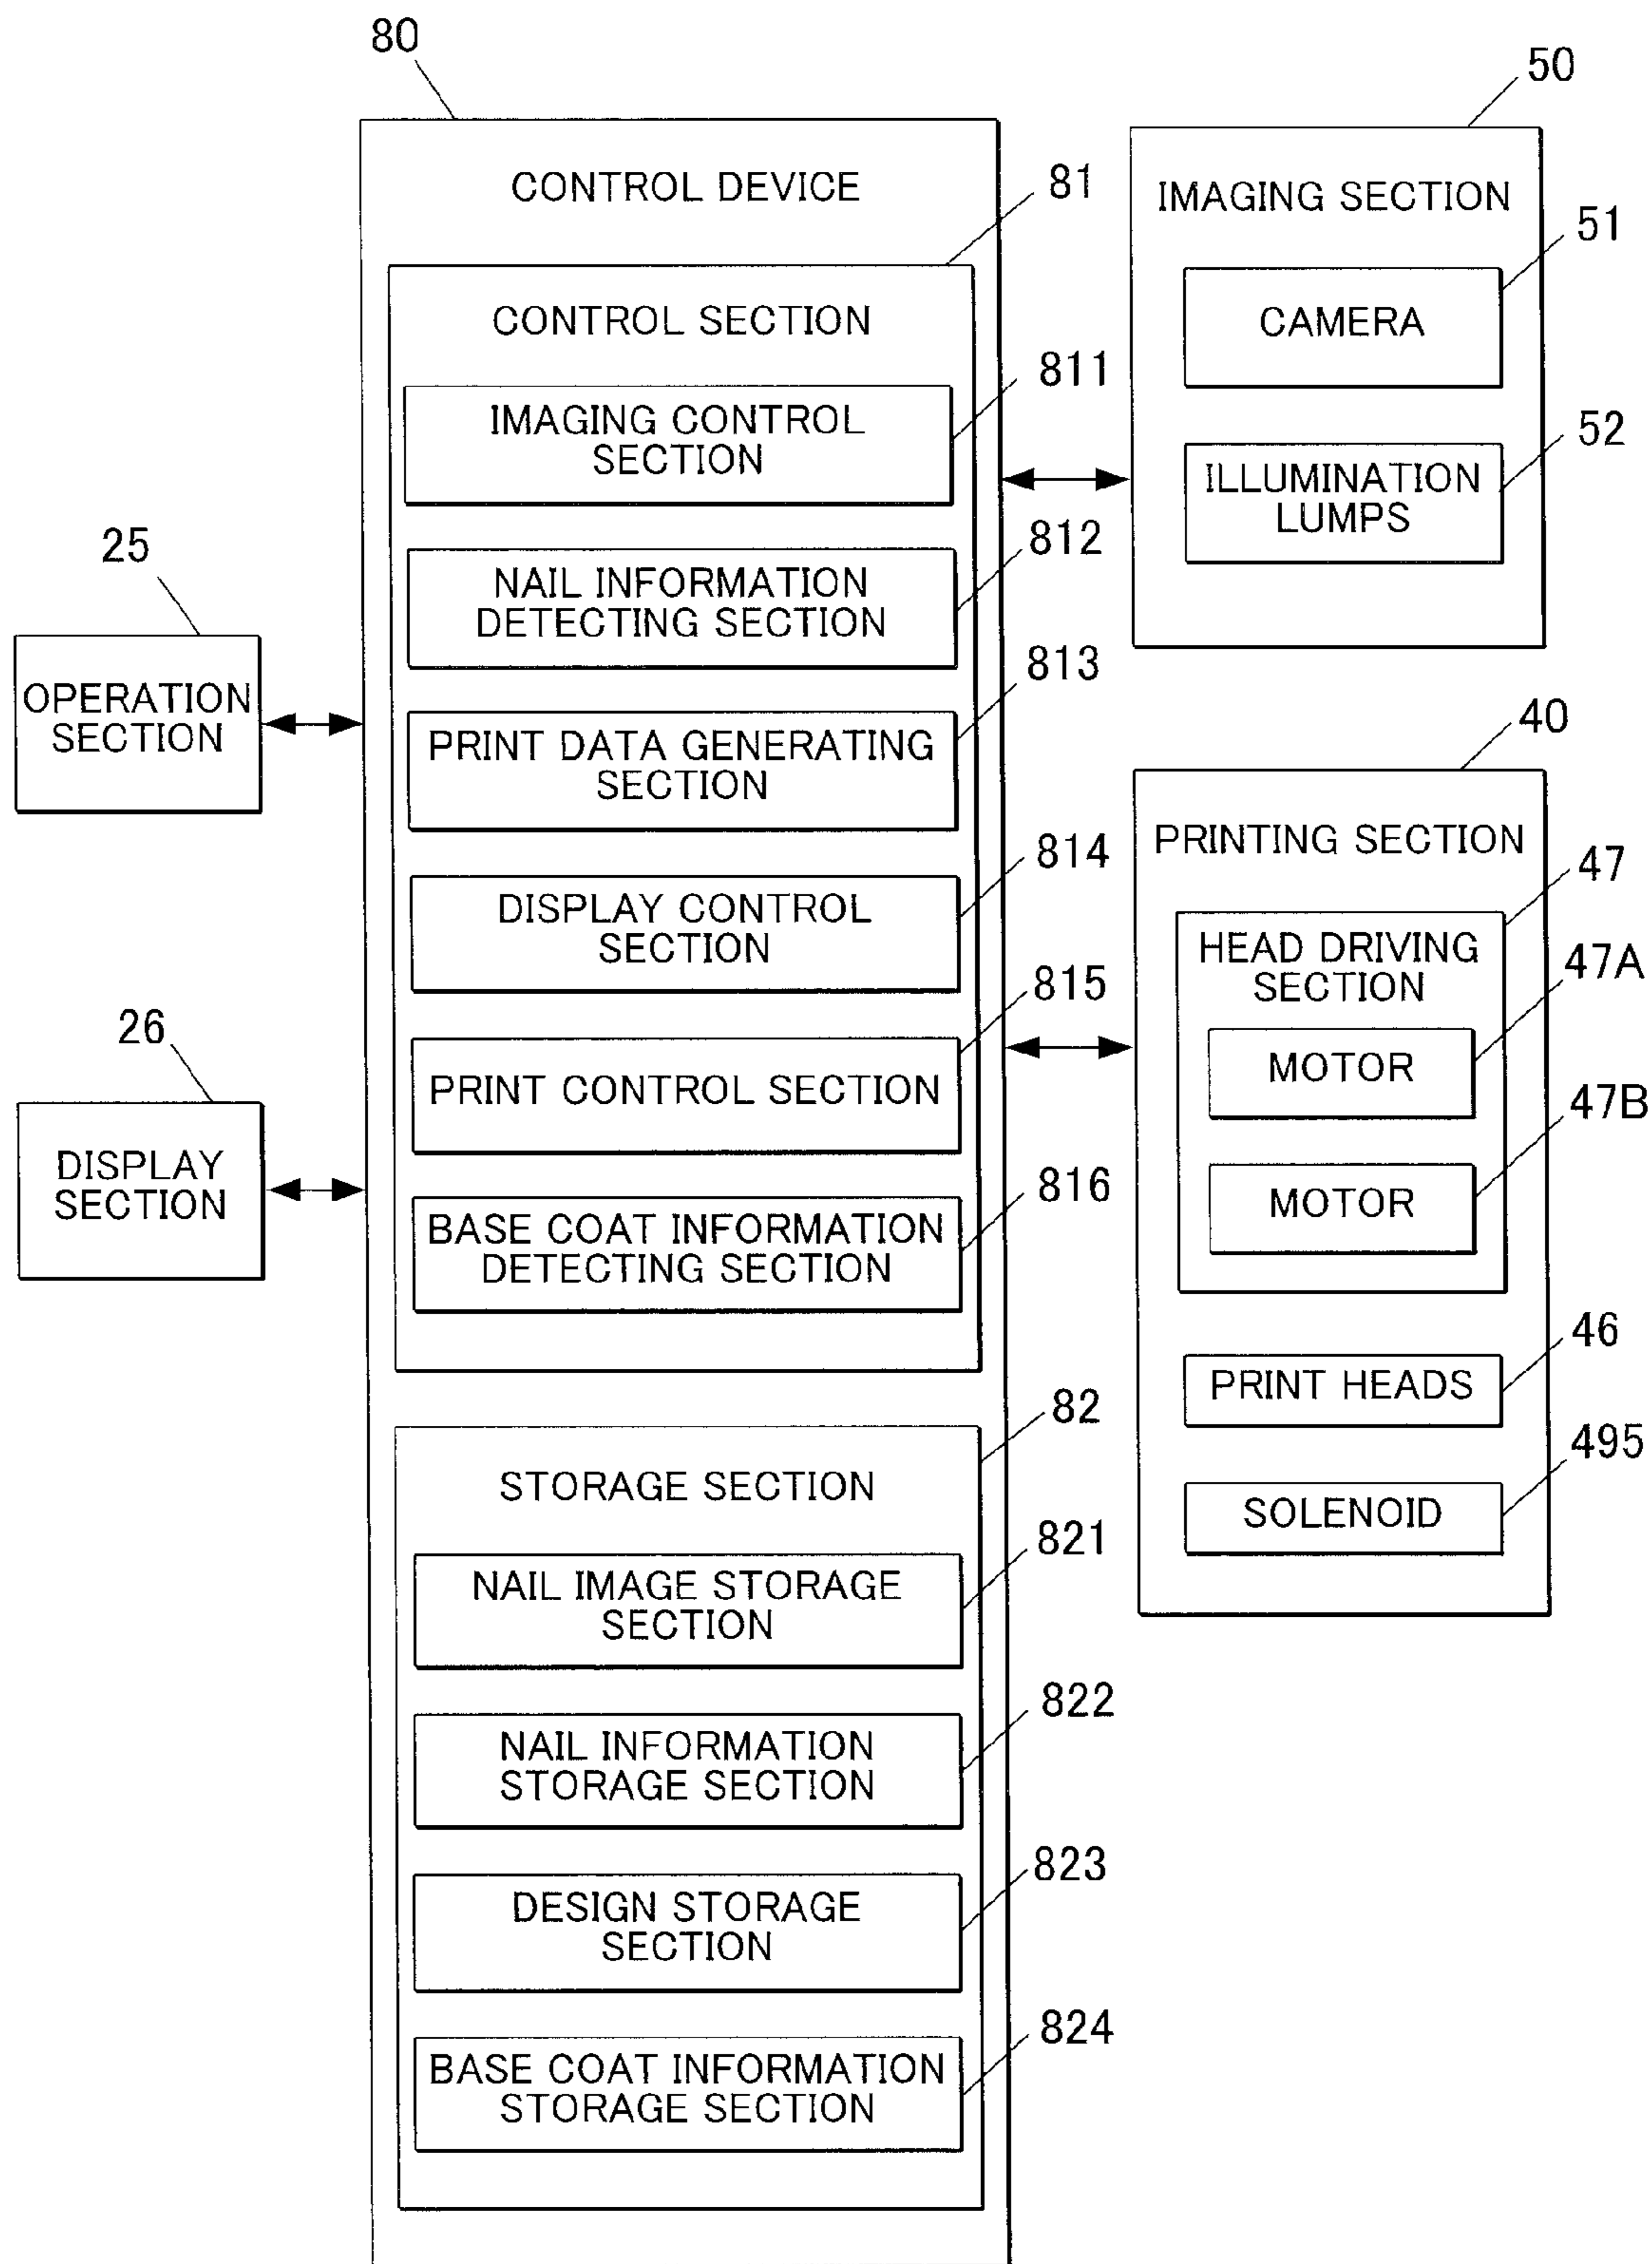 80
CONTROL DEVICE
81
CONTROL SECTION
811
IMAGING CONTROL
SECTION
812
NAIL INFORMATION
DETECTING SECTION
813
PRINT DATA GENERATING
SECTION
814
DISPLAY CONTROL
SECTION
815
PRINT CONTROL SECTION
816
BASE COAT INFORMATION
DETECTING SECTION
82
STORAGE SECTION
821
NAIL IMAGE STORAGE
SECTION
822
NAIL INFORMATION
STORAGE SECTION
823
DESIGN STORAGE
SECTION
824
BASE COAT INFORMATION
STORAGE SECTION
25
OPERATION
SECTION
26
DISPLAY
SECTION
50
IMAGING SECTION
51
CAMERA
52
ILLUMINATION
LUMPS
40
PRINTING SECTION
47
HEAD DRIVING
SECTION
47A
MOTOR
47B
MOTOR
46
PRINT HEADS
495
SOLENOID